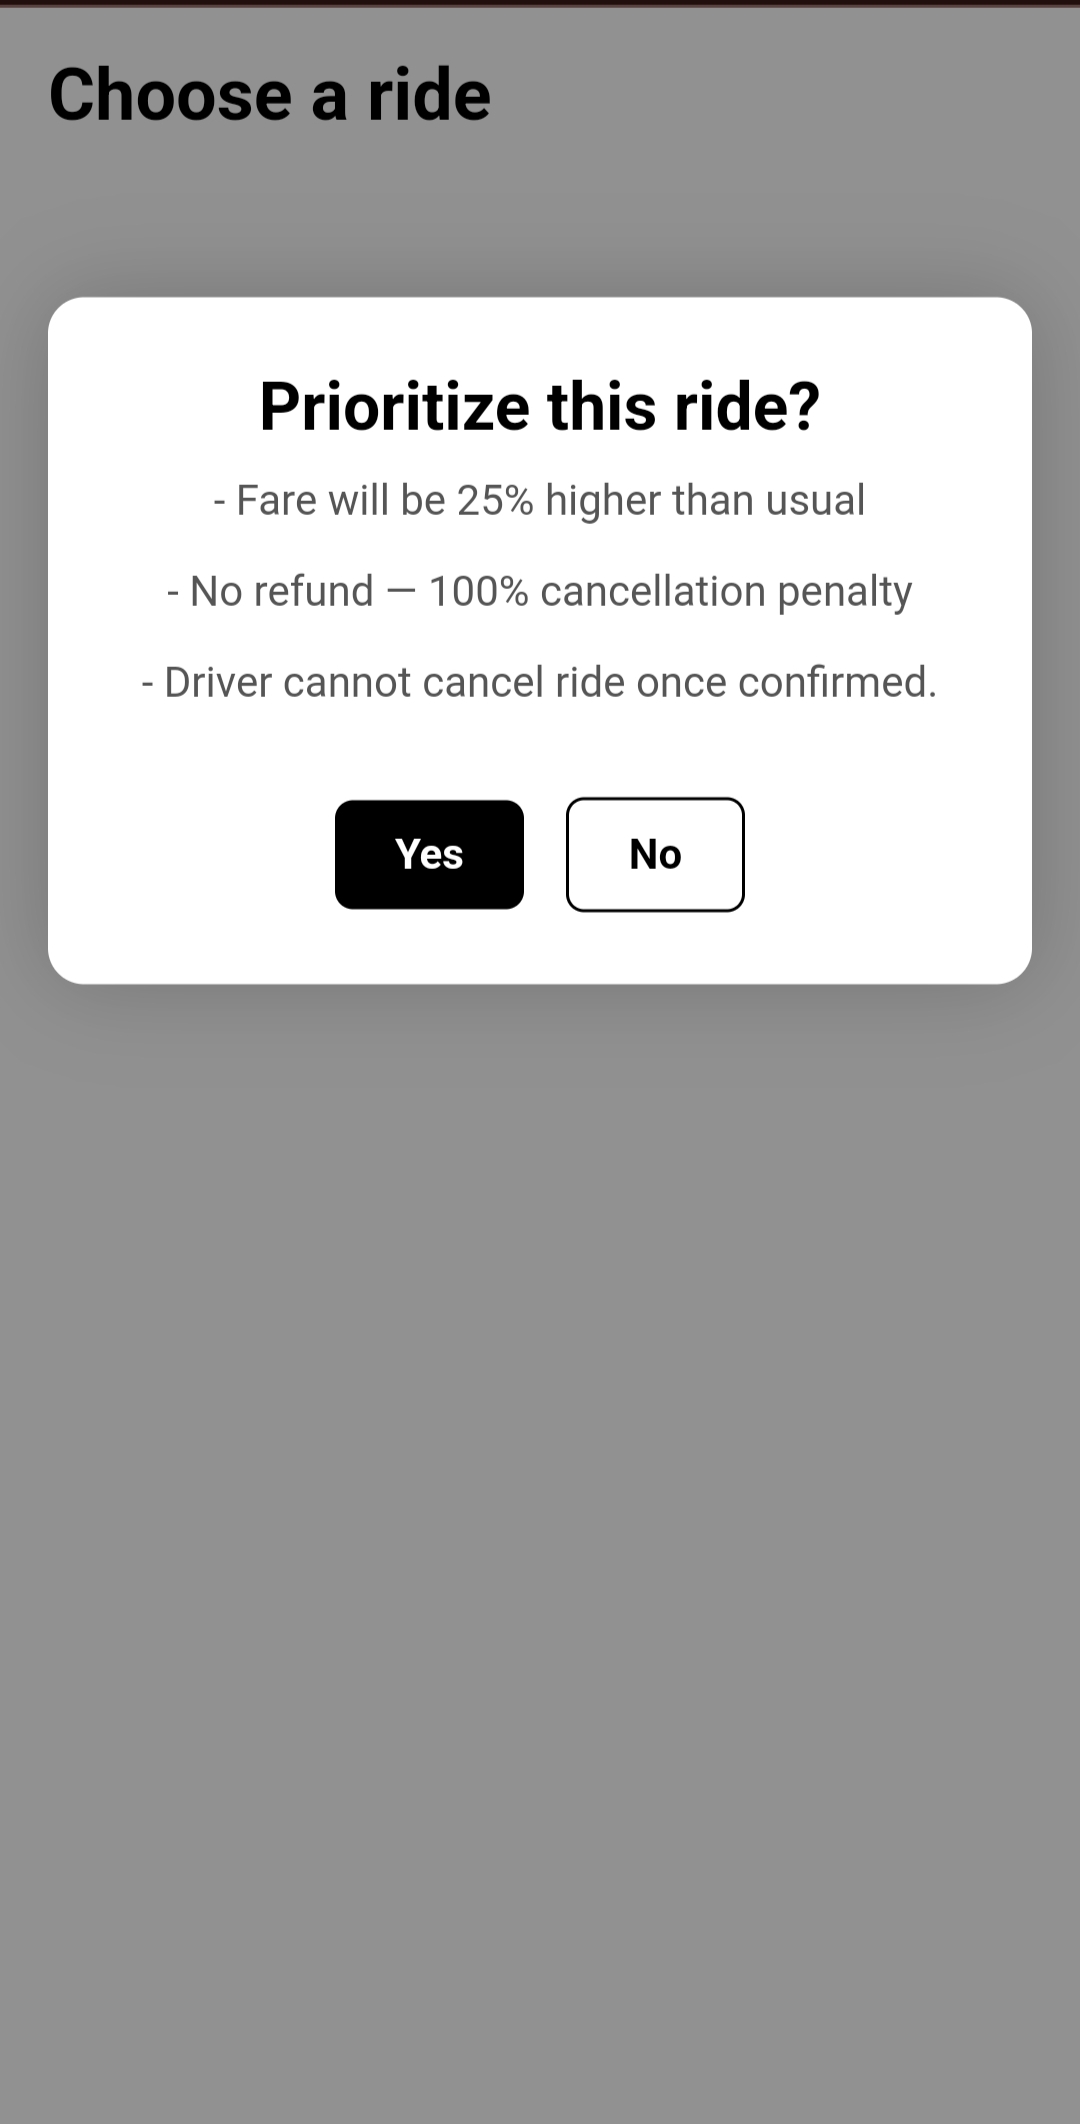 Choose a ride
Prioritize this ride?
- Fare will be 25% higher than usual
- No refund — 100% cancellation penalty
- Driver cannot cancel ride once confirmed.
Yes
No